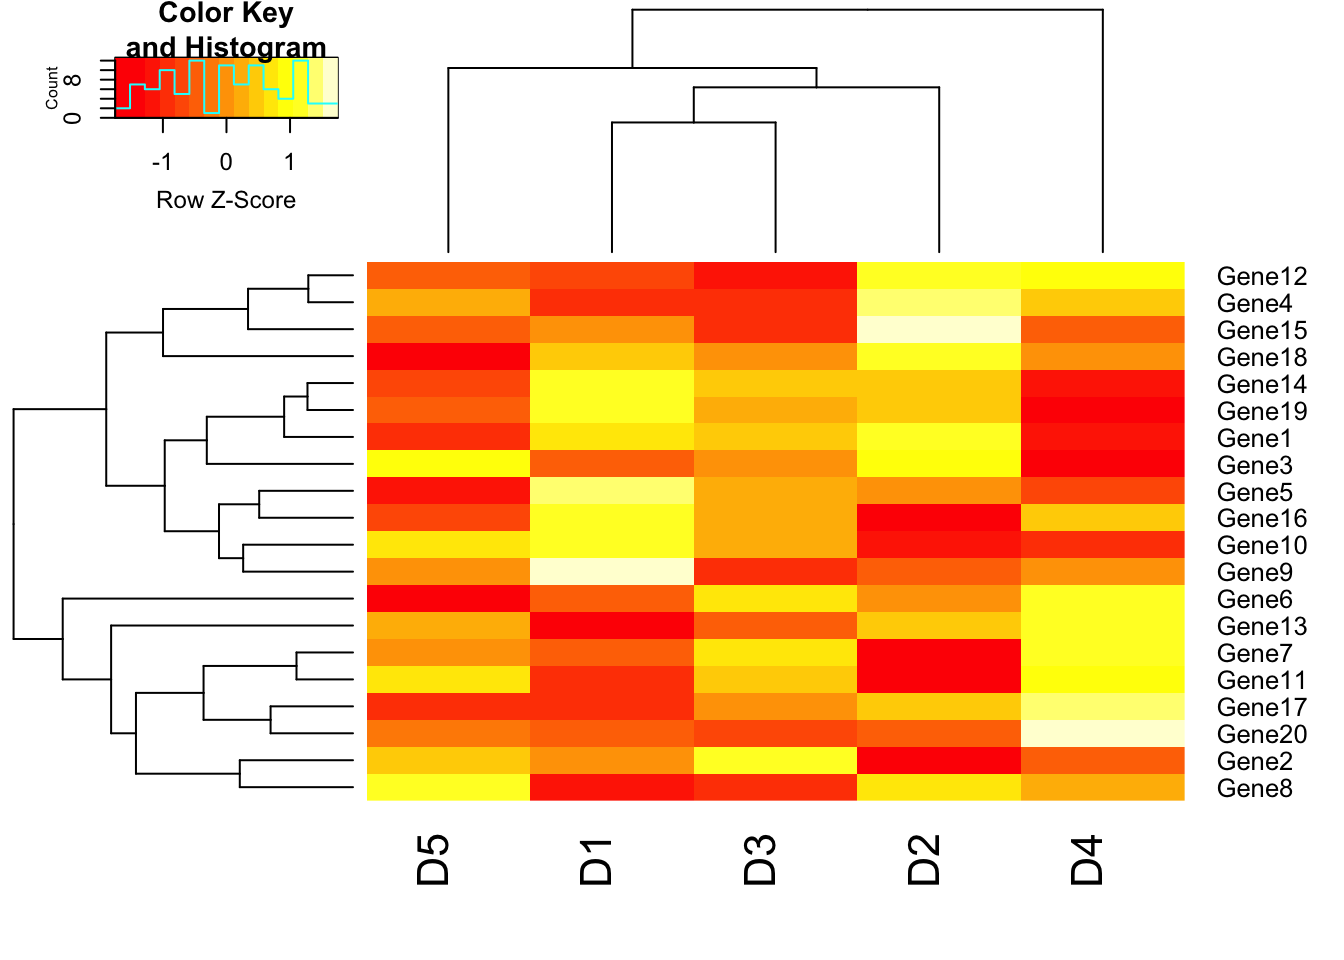 Color Key
and Histogram
Count
0 8
-1 0 1
Row Z-Score
Gene12
Gene4
Gene15
Gene18
Gene14
Gene19
Gene1
Gene3
Gene5
Gene16
Gene10
Gene9
Gene6
Gene13
Gene7
Gene11
Gene17
Gene20
Gene2
Gene8
D5 D1 D3 D2 D4